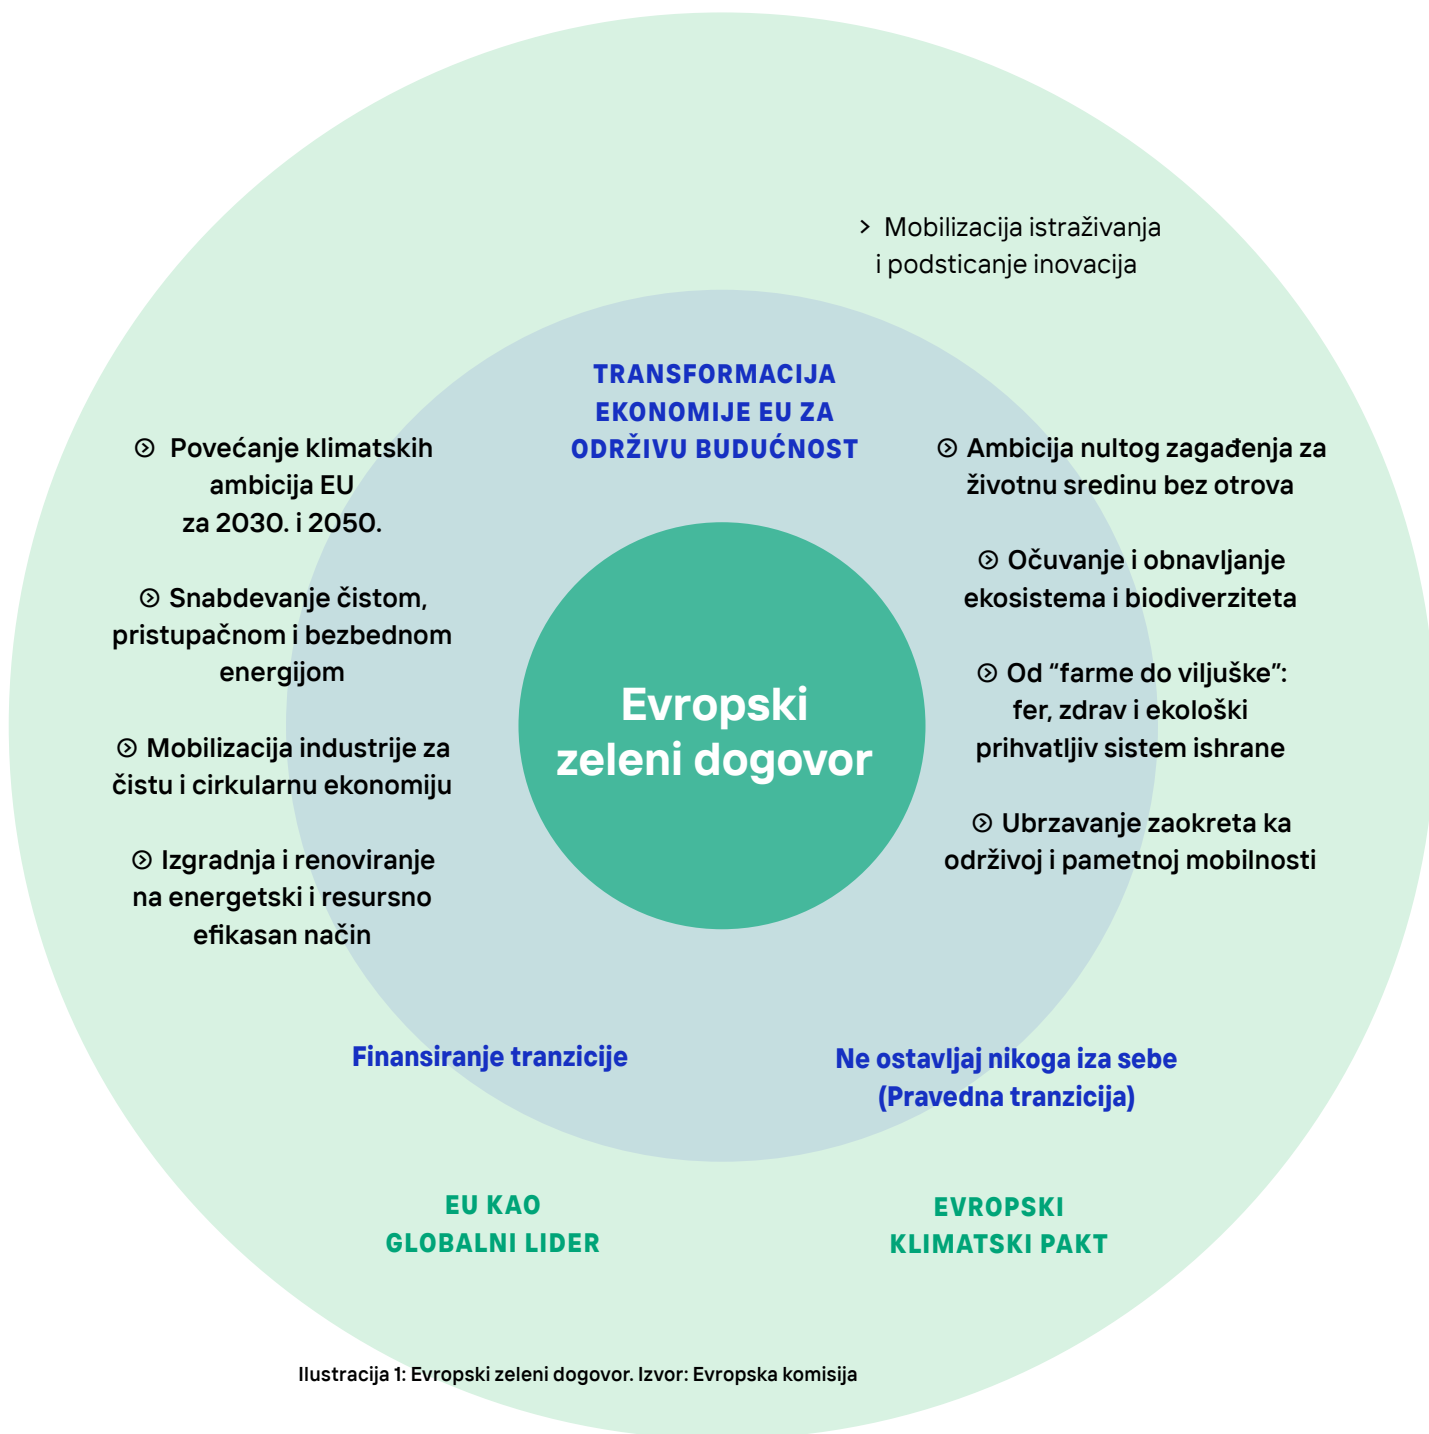 > Mobilizacija istraživanja
i podsticanje inovacija
TRANSFORMACIJA
EKONOMIJE EU ZA
ODRŽIVU BUDUĆNOST
Povećanje klimatskih
ambicija EU
za 2030. i 2050.
Snabdevanje čistom,
pristupačnom i bezbednom
energijom
Mobilizacija industrije za
čistu i cirkularnu ekonomiju
Izgradnja i renoviranje
na energetski i resursno
efikasan način
Evropski
zeleni dogovor
Ambicija nultog zagađenja za
životnu sredinu bez otrova
Očuvanje i obnavljanje
ekosistema i biodiverziteta
Od “farme do viljuške”:
fer, zdrav i ekološki
prihvatljiv sistem ishrane
Ubrzavanje zaokreta ka
održivoj i pametnoj mobilnosti
Finansiranje tranzicije
Ne ostavljaj nikoga iza sebe
(Pravedna tranzicija)
EU KAO
GLOBALNI LIDER
EVROPSKI
KLIMATSKI PAKT
Ilustracija 1: Evropski zeleni dogovor. Izvor: Evropska komisija